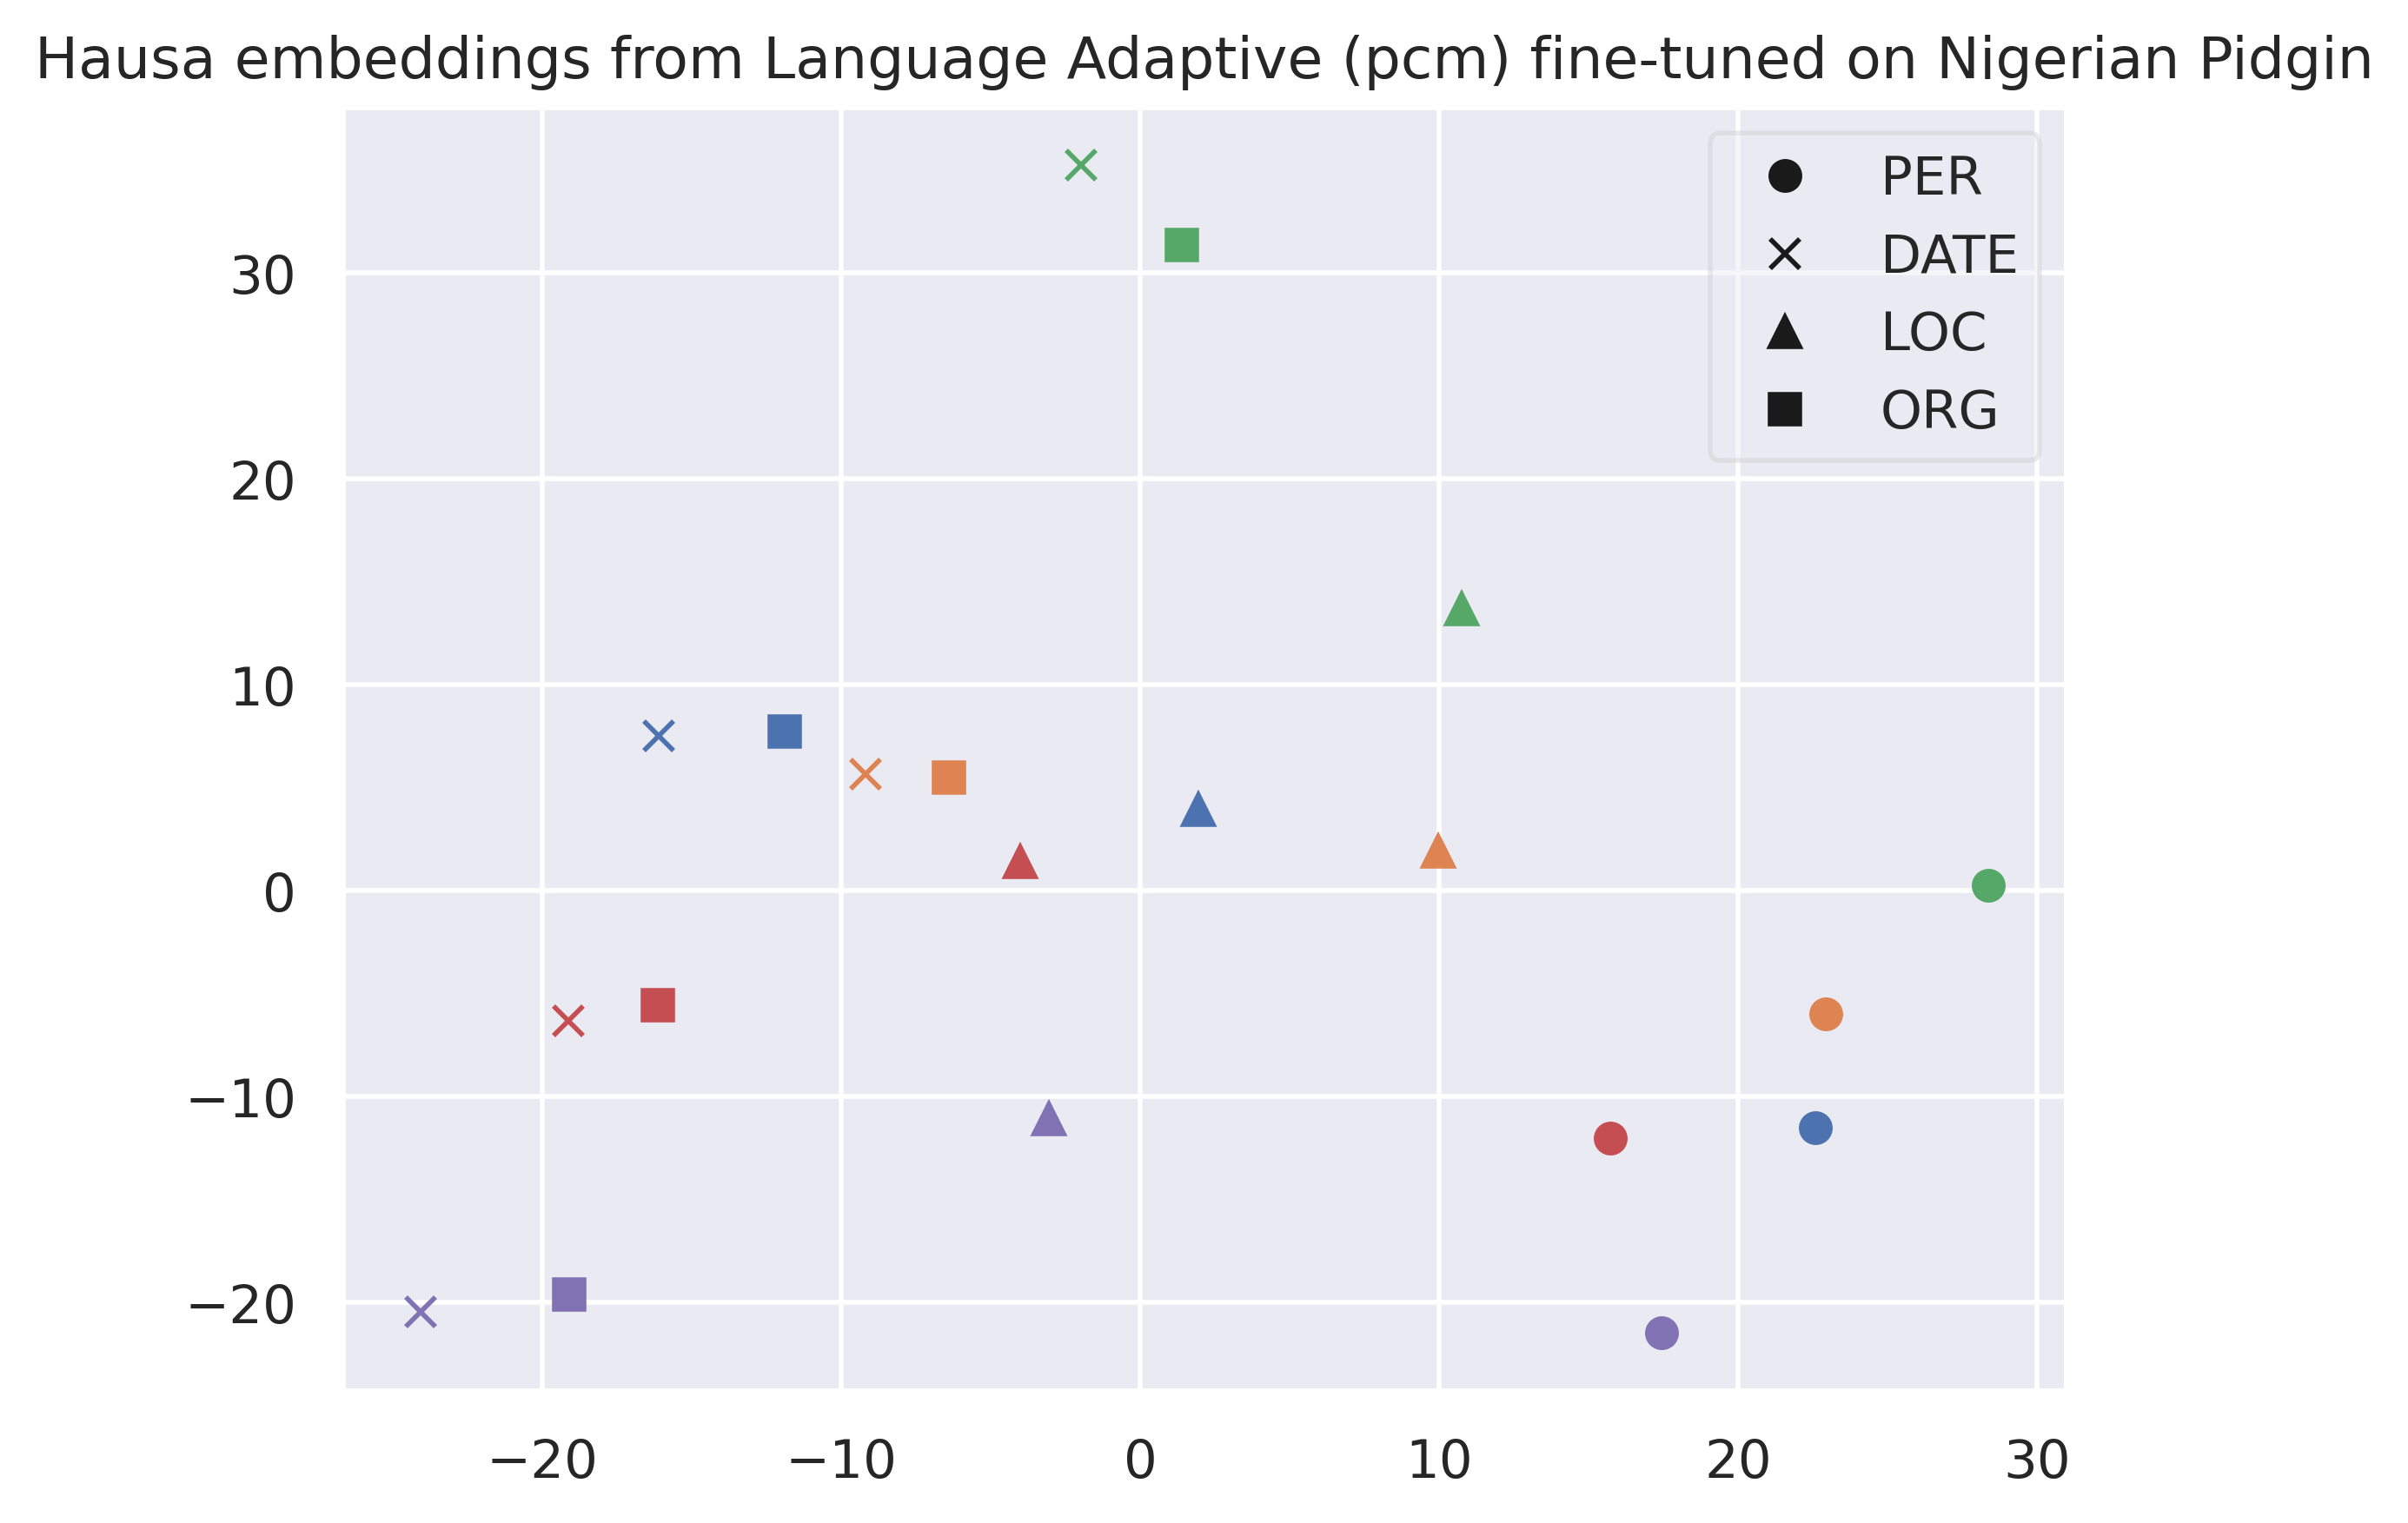 Hausa embeddings from Language Adaptive (pcm) fine-tuned on Nigerian Pidgin
PER
DATE
LOC
ORG
30
20
10
0
−10
−20
−20 −10 0 10 20 30